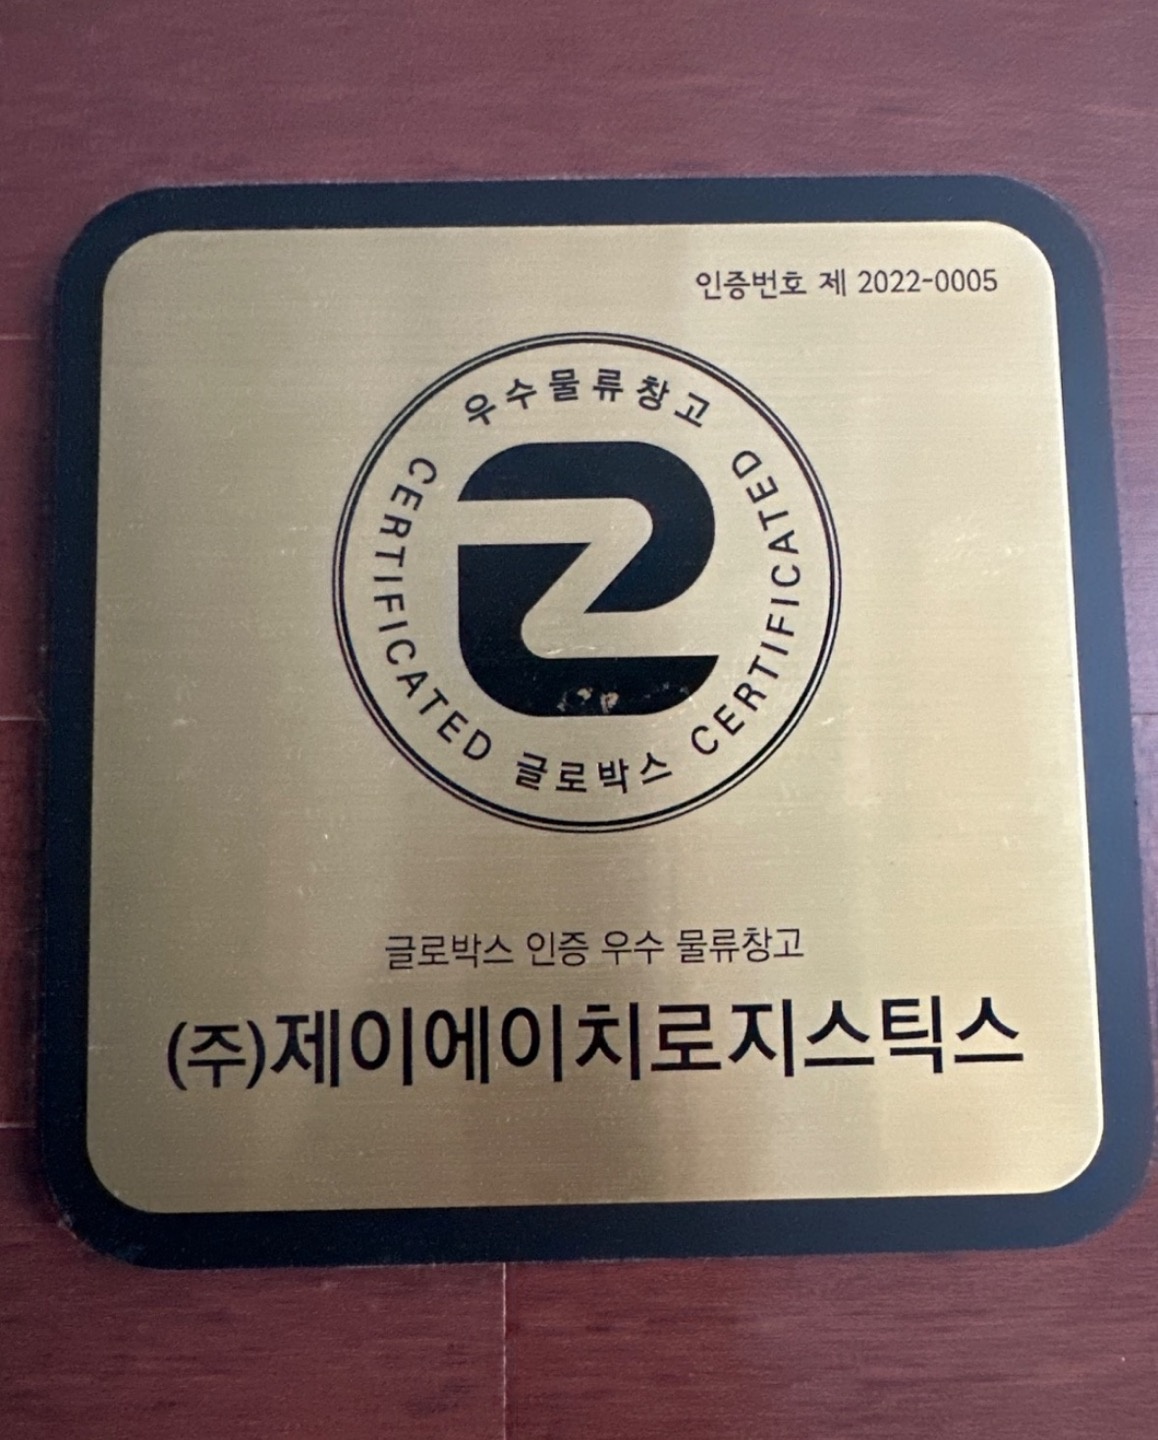 인증번호 제 2022-0005
우수물류창고
CERTIFICATED 글로박스 CERTIFICATED
글로박스 인증 우수 물류창고
(주)제이에이치로지스틱스